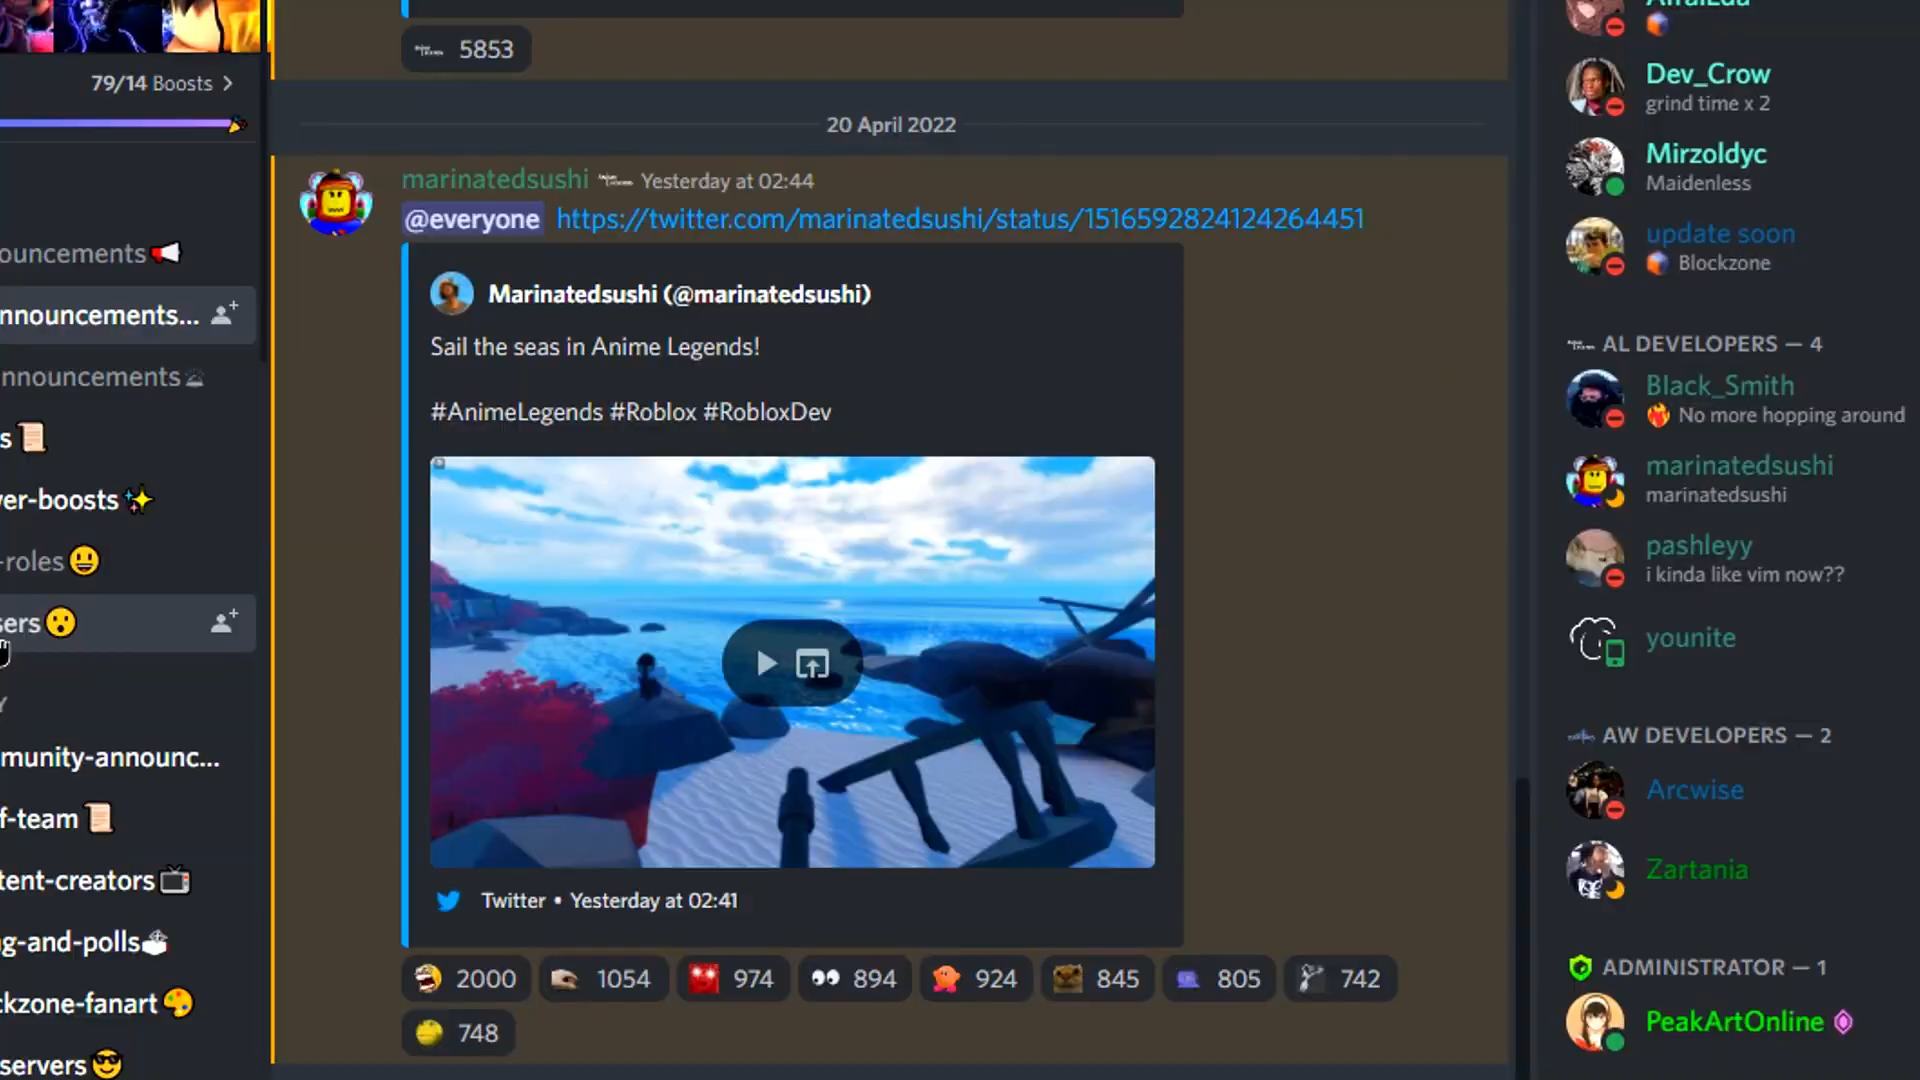 79/14 Boosts
ouncements
nnouncements...
nnouncements
s
er-boosts
-roles
sers
munity-announc...
f-team
tent-creators
g-and-polls
ckzone-fanart
servers
5853
20 April 2022
marinatedsushi Yesterday at 02:44
@everyone https://twitter.com/marinatedsushi/status/1516592824124264451
Marinatedsushi (@marinatedsushi)
Sail the seas in Anime Legends!
#AnimeLegends #Roblox #RobloxDev
Twitter • Yesterday at 02:41
2000 1054 974 894 924 845 805 742
748
Dev_Crow
grind time x 2
Mirzoldyc
Maidenless
update soon
Blockzone
AL DEVELOPERS — 4
Black_Smith
No more hopping around
marinatedsushi
marinatedsushi
pashleyy
i kinda like vim now??
younite
AW DEVELOPERS — 2
Arcwise
Zartania
ADMINISTRATOR — 1
PeakArtOnline